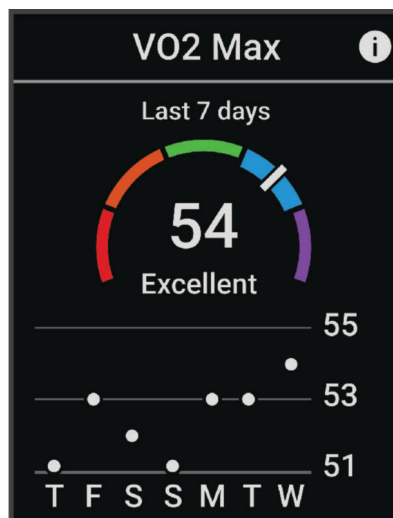 VO2 Max i
Last 7 days
54
Excellent
55
53
51
T F S S M T W